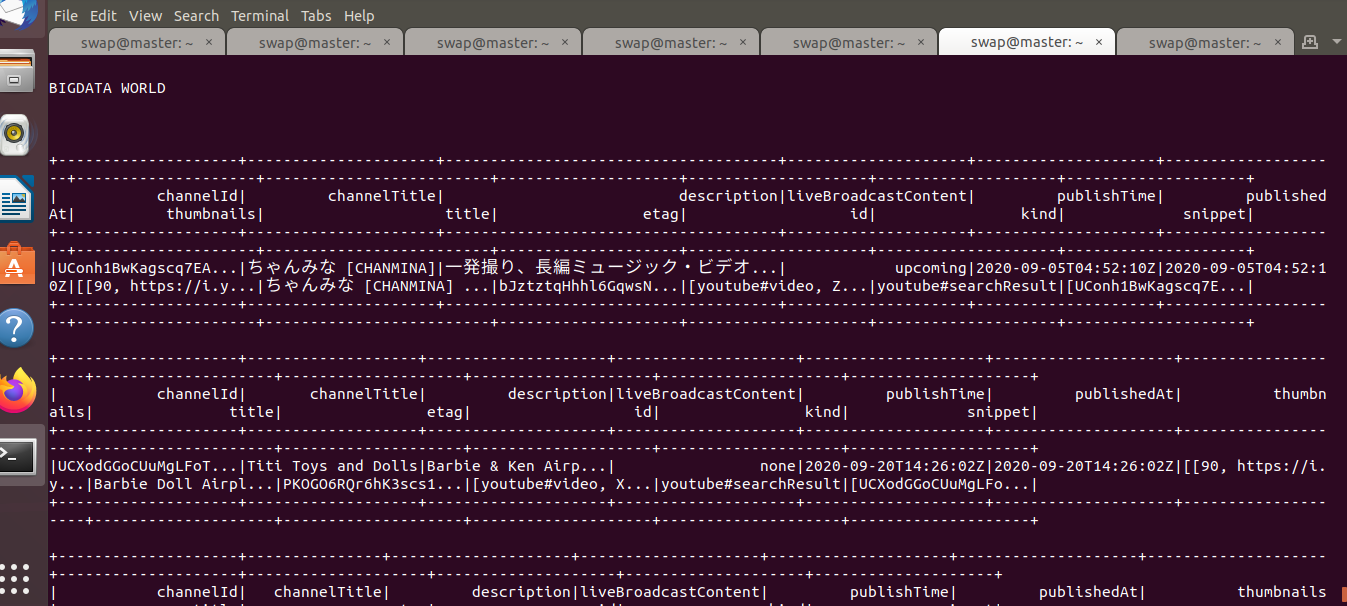 File Edit View Search Terminal Tabs Help
swap@master: ~ × swap@master: ~ × swap@master: ~ × swap@master: ~ × swap@master: ~ × swap@master: ~ × swap@master: ~ ×
BIGDATA WORLD
+--------------------+---------------------+-------------------------------------+--------------------+--------------------+------------------
--+--------------------+-------------------------+--------------------+--------------------+--------------------+--------------------+
| channelId| channelTitle| description|liveBroadcastContent| publishTime| published
At| thumbnails| title| etag| id| kind| snippet|
+--------------------+---------------------+-------------------------------------+--------------------+--------------------+------------------
--+--------------------+-------------------------+--------------------+--------------------+--------------------+--------------------+
|UConh1BwKagscq7EA...|ちゃんみな [CHANMINA]|一発撮り、長編ミュージック・ビデオ...| upcoming|2020-09-05T04:52:10Z|2020-09-05T04:52:1
0Z|[[90, https://i.y...|ちゃんみな [CHANMINA] ...|bJztztqHhhl6GqwsN...|[youtube#video, Z...|youtube#searchResult|[UConh1BwKagscq7E...|
+--------------------+---------------------+-------------------------------------+--------------------+--------------------+------------------
--+--------------------+-------------------------+--------------------+--------------------+--------------------+--------------------+
+--------------------+-------------------+--------------------+--------------------+--------------------+--------------------+----------------
----+--------------------+--------------------+--------------------+--------------------+--------------------+
| channelId| channelTitle| description|liveBroadcastContent| publishTime| publishedAt| thumbn
ails| title| etag| id| kind| snippet|
+--------------------+-------------------+--------------------+--------------------+--------------------+--------------------+----------------
----+--------------------+--------------------+--------------------+--------------------+--------------------+
|UCXodGGoCUuMgLFoT...|Titi Toys and Dolls|Barbie & Ken Airp...| none|2020-09-20T14:26:02Z|2020-09-20T14:26:02Z|[[90, https://i.
y...|Barbie Doll Airpl...|PKOGO6RQr6hK3scs1...|[youtube#video, X...|youtube#searchResult|[UCXodGGoCUuMgLFo...|
+--------------------+-------------------+--------------------+--------------------+--------------------+--------------------+----------------
----+--------------------+--------------------+--------------------+--------------------+--------------------+
+--------------------+---------------+--------------------+--------------------+--------------------+--------------------+--------------------
+--------------------+--------------------+--------------------+--------------------+--------------------+
| channelId| channelTitle| description|liveBroadcastContent| publishTime| publishedAt| thumbnails